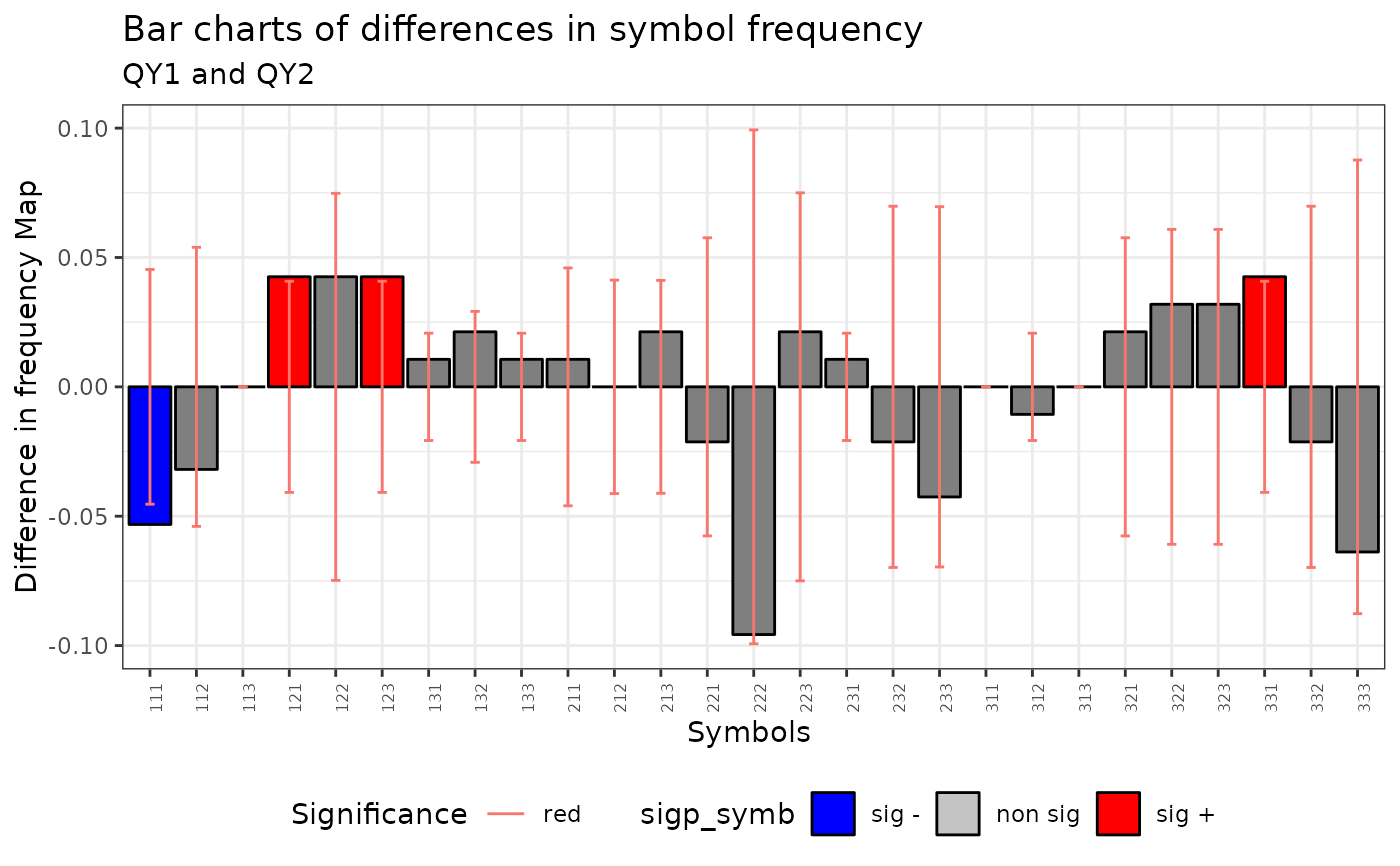 Bar charts of differences in symbol frequency
QY1 and QY2
Difference in frequency Map
0.10
0.05
0.00
-0.05
-0.10
111 112 113 121 122 123 131 132 133 211 212 213 221 222 223 231 232 233 311 312 313 321 322 323 331 332 333
Symbols
Significance red sigp_symb sig - non sig sig +